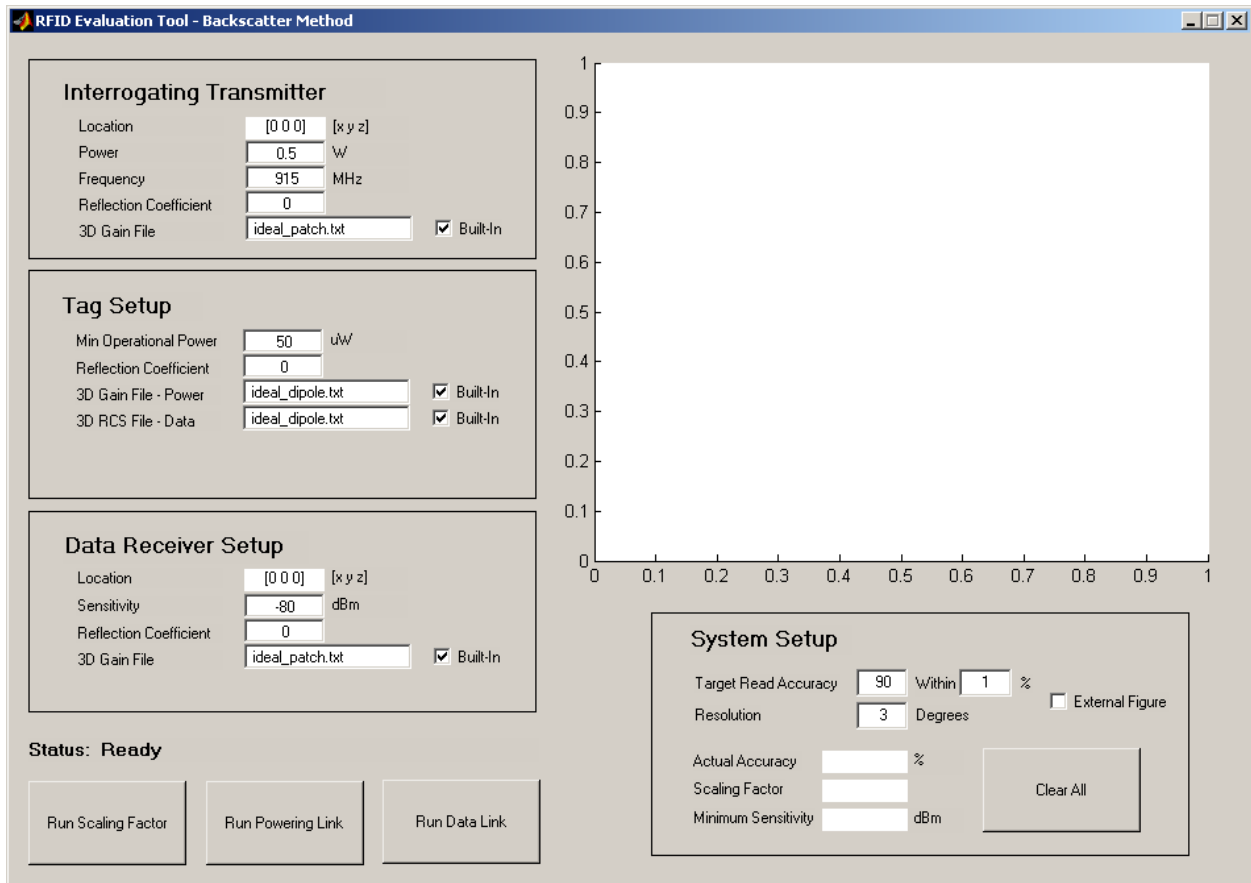 RFID Evaluation Tool - Backscatter Method
Interrogating Transmitter
Location [0 0 0] [x y z]
Power 0.5 W
Frequency 915 MHz
Reflection Coefficient 0
3D Gain File ideal_patch.txt Built-In
Tag Setup
Min Operational Power 50 uW
Reflection Coefficient 0
3D Gain File - Power ideal_dipole.txt Built-In
3D RCS File - Data ideal_dipole.txt Built-In
Data Receiver Setup
Location [0 0 0] [x y z]
Sensitivity -80 dBm
Reflection Coefficient 0
3D Gain File ideal_patch.txt Built-In
Status: Ready
Run Scaling Factor
Run Powering Link
Run Data Link
1
0.9
0.8
0.7
0.6
0.5
0.4
0.3
0.2
0.1
0
0 0.1 0.2 0.3 0.4 0.5 0.6 0.7 0.8 0.9 1
System Setup
Target Read Accuracy 90 Within 1 %
External Figure
Resolution 3 Degrees
Actual Accuracy %
Scaling Factor
Minimum Sensitivity dBm
Clear All